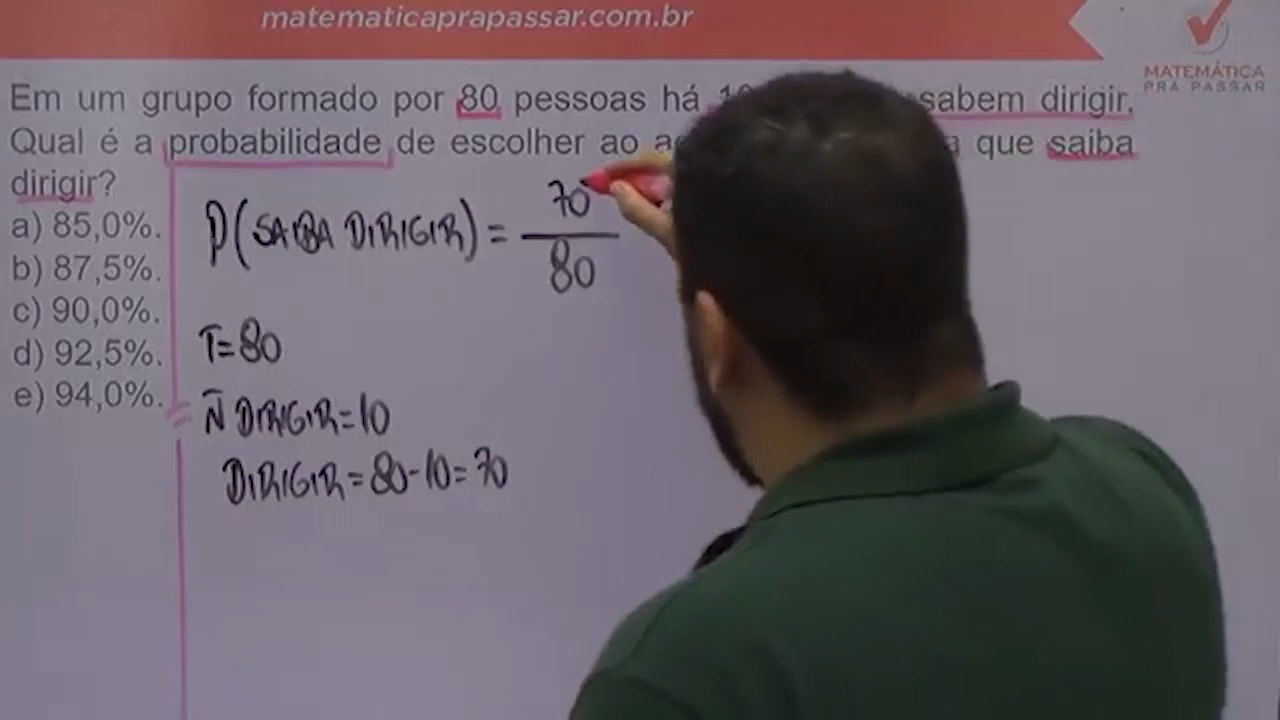 matematicaprapassar.com.br
MATEMÁTICA
PRA PASSAR
Em um grupo formado por 80 pessoas há 10 sabem dirigir.
Qual é a probabilidade de escolher ao que saiba
dirigir?
a) 85,0%.
b) 87,5%.
c) 90,0%.
d) 92,5%.
e) 94,0%.
P(SAIBA DIRIGIR) = 70/80
T=80
Ñ DIRIGIR=10
DIRIGIR=80-10=70